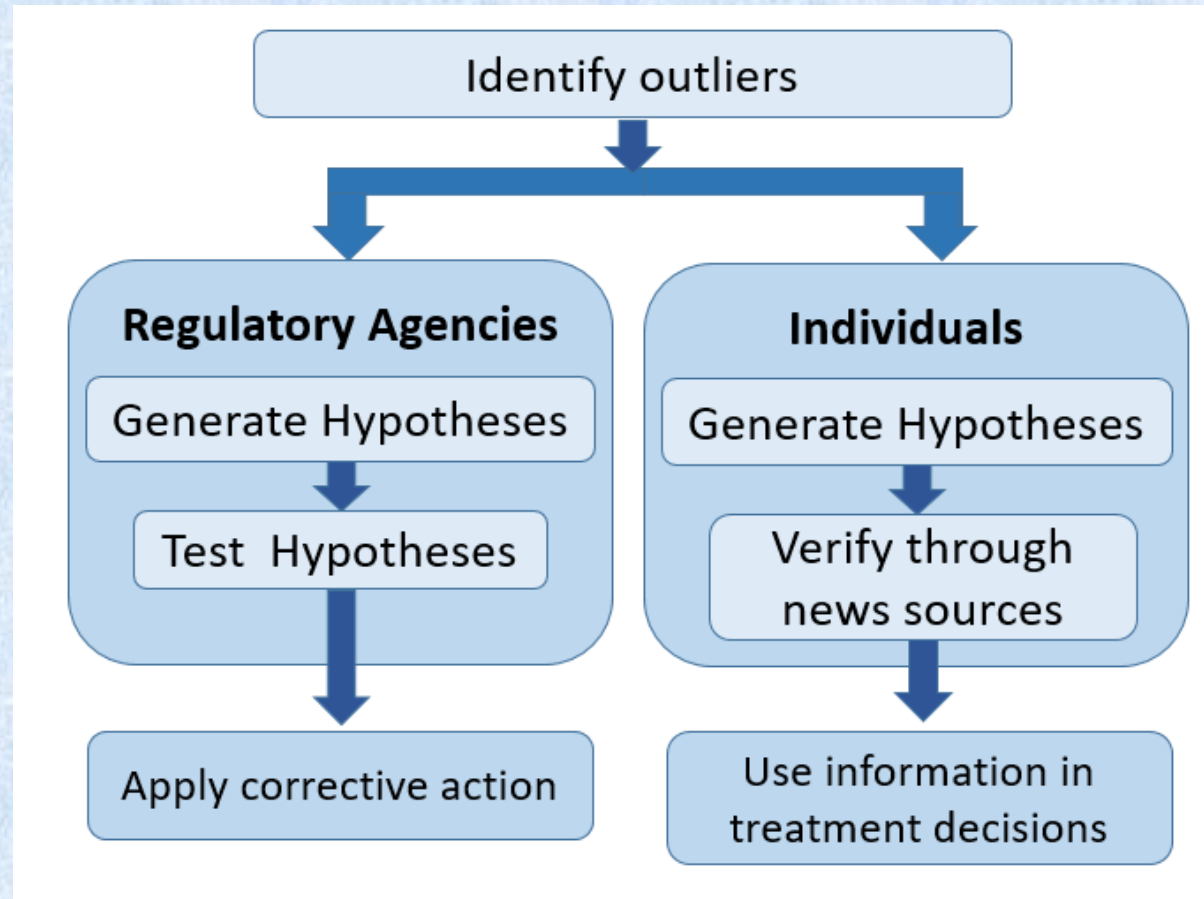 Identify outliers
Regulatory Agencies
Generate Hypotheses
Test  Hypotheses
Apply corrective action
Individuals
Generate Hypotheses
Verify through
news sources
Use information in
treatment decisions